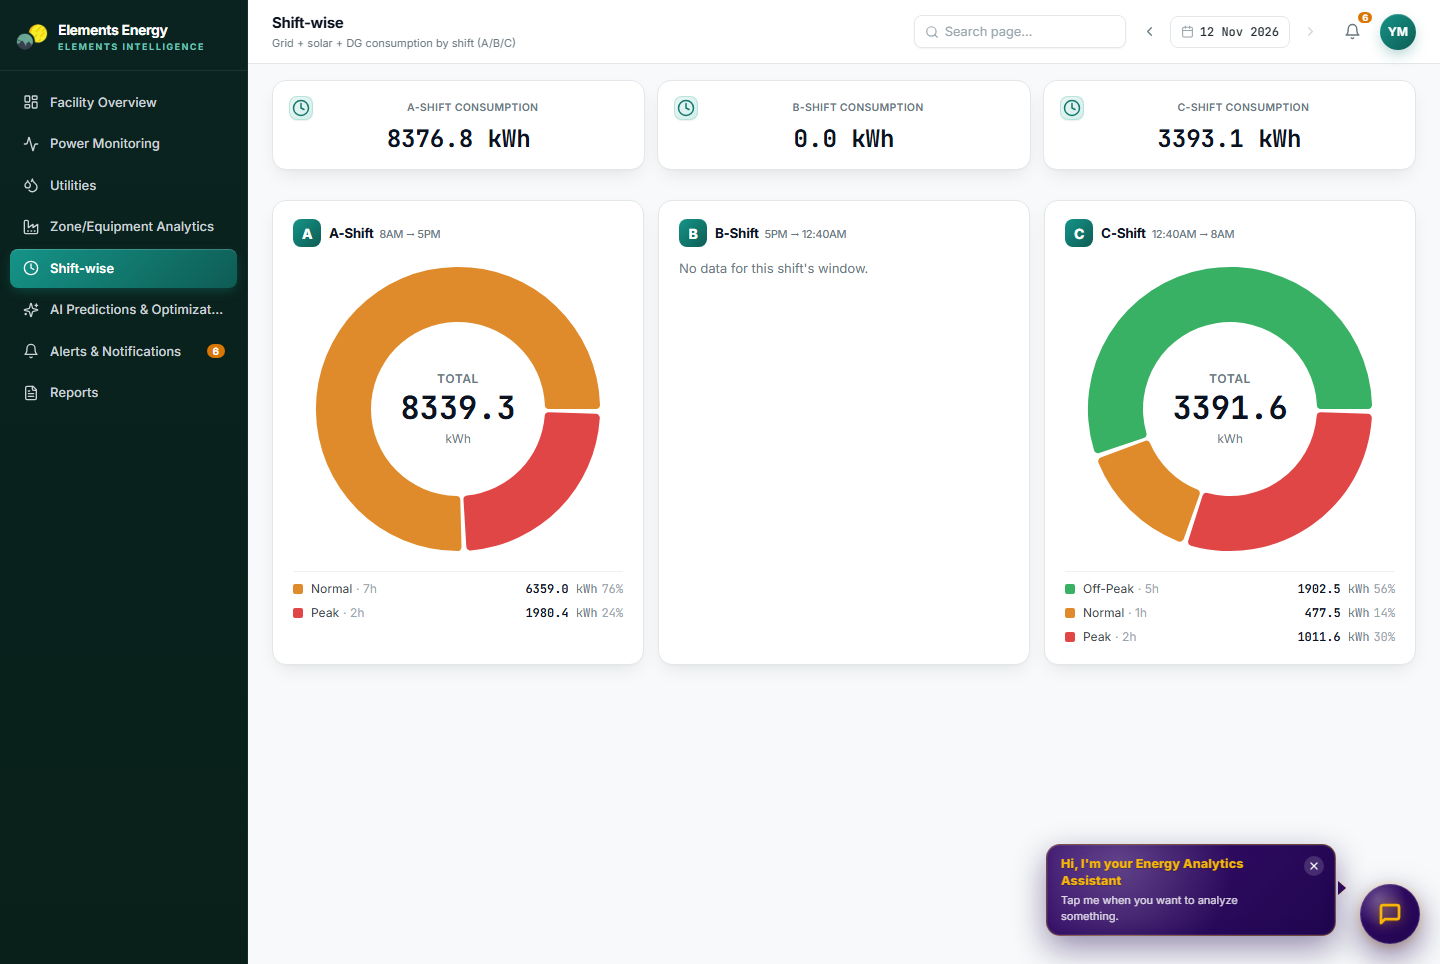 Elements Energy
ELEMENTS INTELLIGENCE
Facility Overview
Power Monitoring
Utilities
Zone/Equipment Analytics
Shift-wise
AI Predictions & Optimizat...
Alerts & Notifications 6
Reports
Shift-wise
Grid + solar + DG consumption by shift (A/B/C)
Search page...
12 Nov 2026
6
YM
A-SHIFT CONSUMPTION
8376.8 kWh
B-SHIFT CONSUMPTION
0.0 kWh
C-SHIFT CONSUMPTION
3393.1 kWh
A A-Shift 8AM → 5PM
TOTAL
8339.3
kWh
Normal · 7h 6359.0 kWh 76%
Peak · 2h 1980.4 kWh 24%
B B-Shift 5PM → 12:40AM
No data for this shift's window.
C C-Shift 12:40AM → 8AM
TOTAL
3391.6
kWh
Off-Peak · 5h 1902.5 kWh 56%
Normal · 1h 477.5 kWh 14%
Peak · 2h 1011.6 kWh 30%
Hi, I'm your Energy Analytics
Assistant
Tap me when you want to analyze
something.